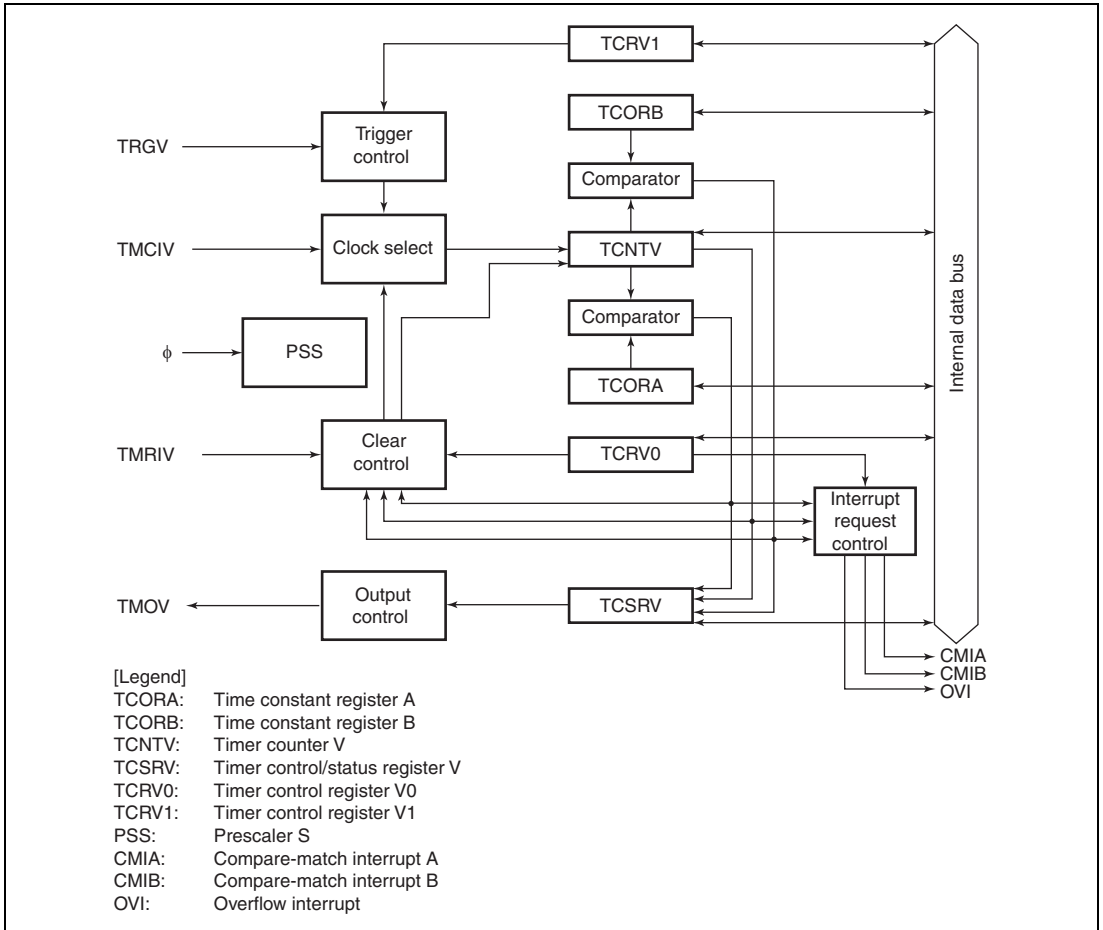 TCRV1
TCORB
Trigger
control
TRGV
Comparator
TMCIV
Clock select
TCNTV
Internal data bus
Comparator
ϕ
PSS
TCORA
TMRIV
Clear
control
TCRV0
Interrupt
request
control
TMOV
Output
control
TCSRV
CMIA
CMIB
OVI
[Legend]
TCORA: Time constant register A
TCORB: Time constant register B
TCNTV: Timer counter V
TCSRV: Timer control/status register V
TCRV0: Timer control register V0
TCRV1: Timer control register V1
PSS: Prescaler S
CMIA: Compare-match interrupt A
CMIB: Compare-match interrupt B
OVI: Overflow interrupt